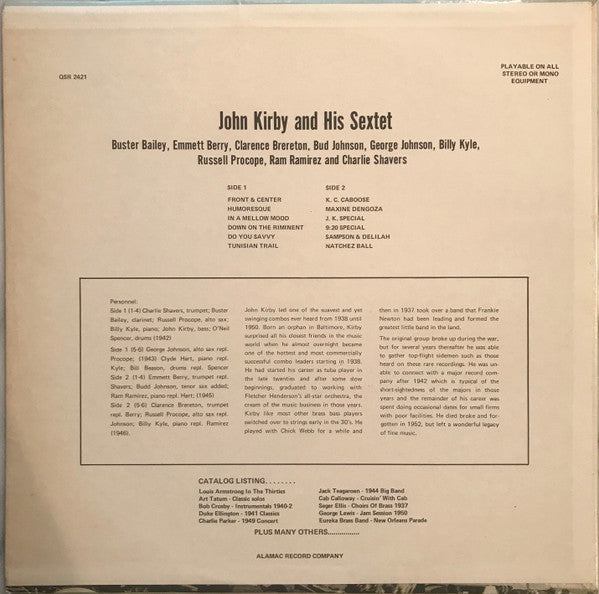 QSR 2421
PLAYABLE ON ALL
STEREO OR MONO
EQUIPMENT
John Kirby and His Sextet
Buster Bailey, Emmett Berry, Clarence Brereton, Bud Johnson, George Johnson, Billy Kyle,
Russell Procope, Ram Ramirez and Charlie Shavers
SIDE 1
FRONT & CENTER
HUMORESQUE
IN A MELLOW MOOD
DOWN ON THE RIMINENT
DO YOU SAVVY
TUNISIAN TRAIL
SIDE 2
K. C. CABOOSE
MAXINE DENGOZA
J. K. SPECIAL
9:20 SPECIAL
SAMPSON & DELILAH
NATCHEZ BALL
Personnel:
Side 1 (1-4) Charlie Shavers, trumpet; Buster
Bailey, clarinet; Russell Procope, alto sax;
Billy Kyle, piano; John Kirby, bass; O'Neil
Spencer, drums (1942)
Side 1 (5-6) George Johnson, alto sax repl.
Procope; (1943) Clyde Hart, piano repl.
Kyle; Bill Beason, drums repl. Spencer
Side 2 (1-4) Emmett Berry, trumpet repl.
Shavers; Budd Johnson, tenor sax added;
Ram Ramirez, piano repl. Hart; (1945)
Side 2 (5-6) Clarence Brereton, trumpet
repl. Berry; Russell Procope, alto sax repl.
Johnson; Billy Kyle, piano repl. Ramirez
(1946).
John Kirby led one of the suavest and yet
swinging combos ever heard from 1938 until
1950. Born an orphan in Baltimore, Kirby
surprised all his closest friends in the music
world when he almost overnight became
one of the hottest and most commercially
successful combo leaders starting in 1938.
He had started his career as tuba player in
the late twenties and after some slow
beginnings, graduated to working with
Fletcher Henderson's all-star orchestra, the
cream of the music business in those years.
Kirby like most other brass bass players
switched over to strings early in the 30's. He
played with Chick Webb for a while and
then in 1937 took over a band that Frankie
Newton had been leading and formed the
greatest little band in the land.
The original group broke up during the war,
but for several years thereafter he was able
to gather top-flight sidemen such as those
heard on these rare recordings. He was un-
able to connect with a major record com-
pany after 1942 which is typical of the
short-sightedness of the majors in those
years and the remainder of his career was
spent doing occasional dates for small firms
with poor facilities. He died broke and for-
gotten in 1952, but left a wonderful legacy
of fine music.
CATALOG LISTING........
Louis Armstrong In The Thirties
Art Tatum - Classic solos
Bob Crosby - Instrumentals 1940-2
Duke Ellington - 1941 Classics
Charlie Parker - 1949 Concert
Jack Teagarden - 1944 Big Band
Cab Calloway - Cruisin' With Cab
Seger Ellis - Choirs Of Brass 1937
George Lewis - Jam Session 1950
Eureka Brass Band - New Orleans Parade
PLUS MANY OTHERS...............
ALAMAC RECORD COMPANY